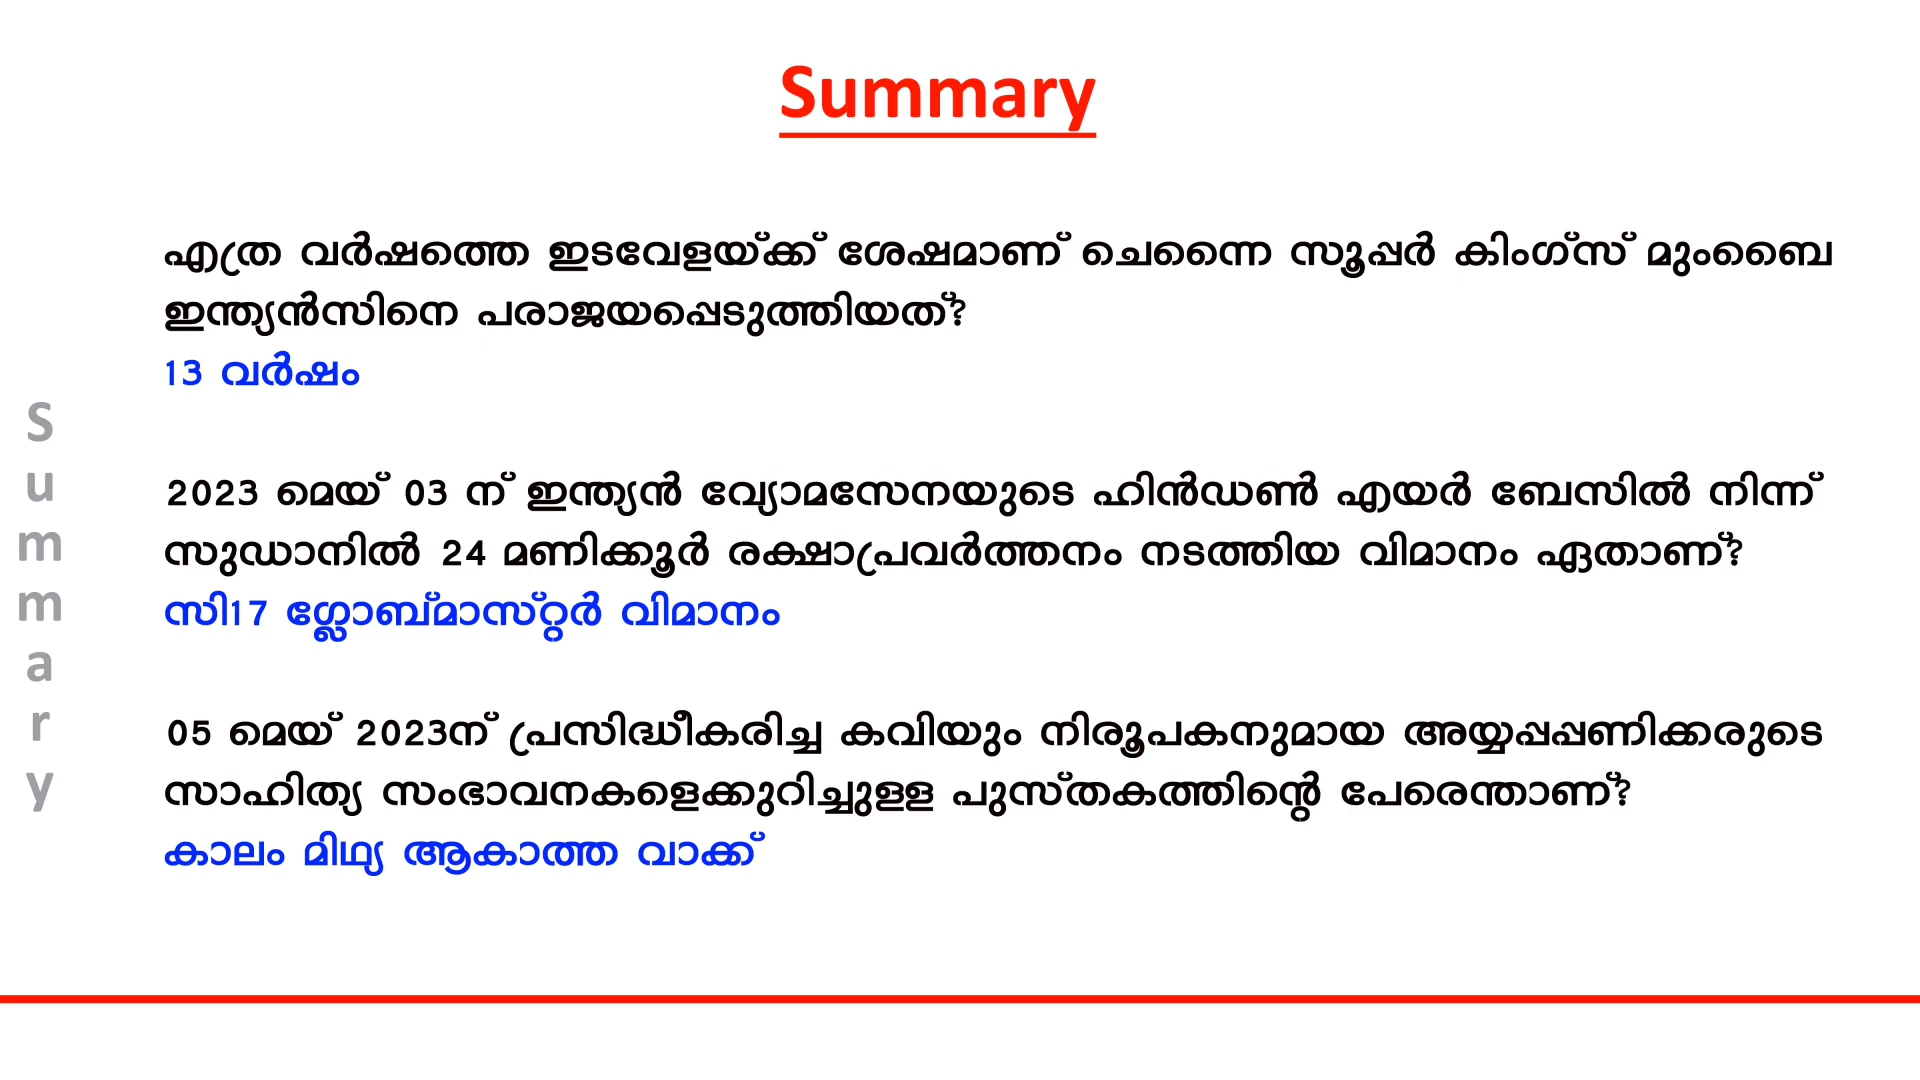 Summary
എത്ര വർഷത്തെ ഇടവേളയ്ക്ക് ശേഷമാണ് ചെന്നൈ സൂപ്പർ കിംഗ്സ് മുംബൈ
ഇന്ത്യൻസിനെ പരാജയപ്പെടുത്തിയത്?
13 വർഷം
2023 മെയ് 03 ന് ഇന്ത്യൻ വ്യോമസേനയുടെ ഹിൻഡൺ എയർ ബേസിൽ നിന്ന്
സുഡാനിൽ 24 മണിക്കൂർ രക്ഷാപ്രവർത്തനം നടത്തിയ വിമാനം ഏതാണ്?
സി17 ഗ്ലോബ്മാസ്റ്റർ വിമാനം
05 മെയ് 2023ന് പ്രസിദ്ധീകരിച്ച കവിയും നിരൂപകനുമായ അയ്യപ്പപ്പണിക്കരുടെ
സാഹിത്യ സംഭാവനകളെക്കുറിച്ചുള്ള പുസ്തകത്തിന്റെ പേരെന്താണ്?
കാലം മിഥ്യ ആകാത്ത വാക്ക്
Summary